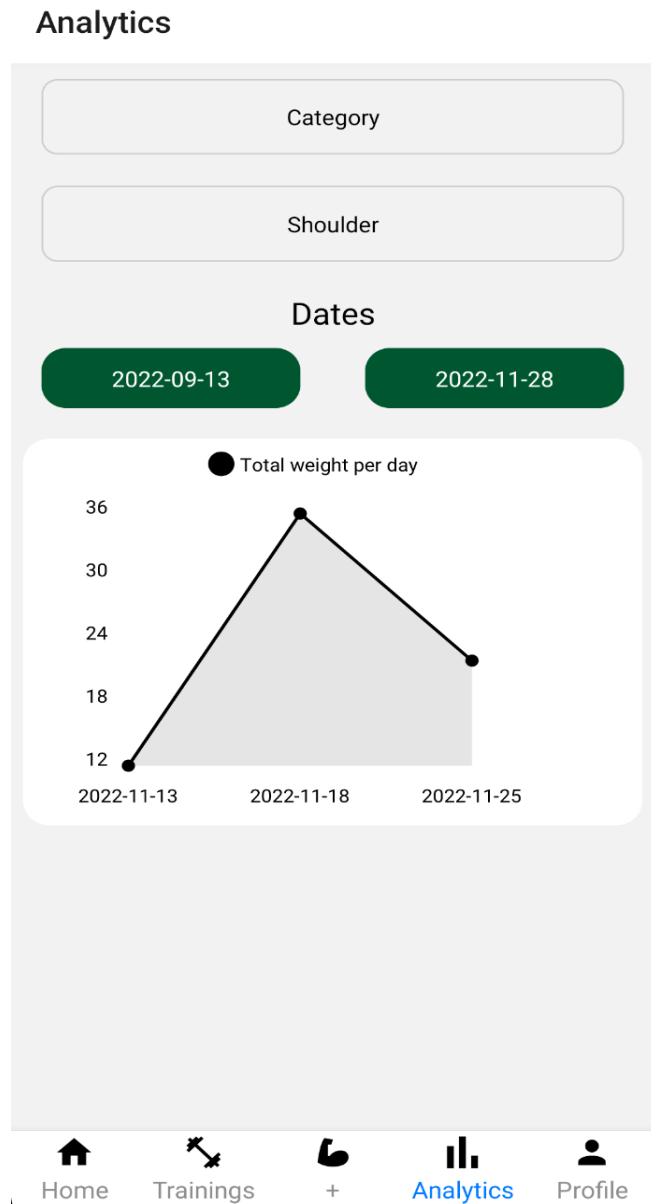 Analytics
Category
Shoulder
Dates
2022-09-13 2022-11-28
Total weight per day
36
30
24
18
12
2022-11-13 2022-11-18 2022-11-25
Home Trainings + Analytics Profile